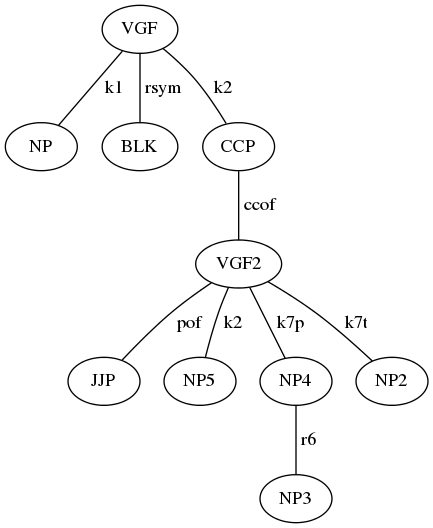 VGF
k1 rsym k2
NP BLK CCP
ccof
VGF2
pof k2 k7p k7t
JJP NP5 NP4 NP2
r6
NP3